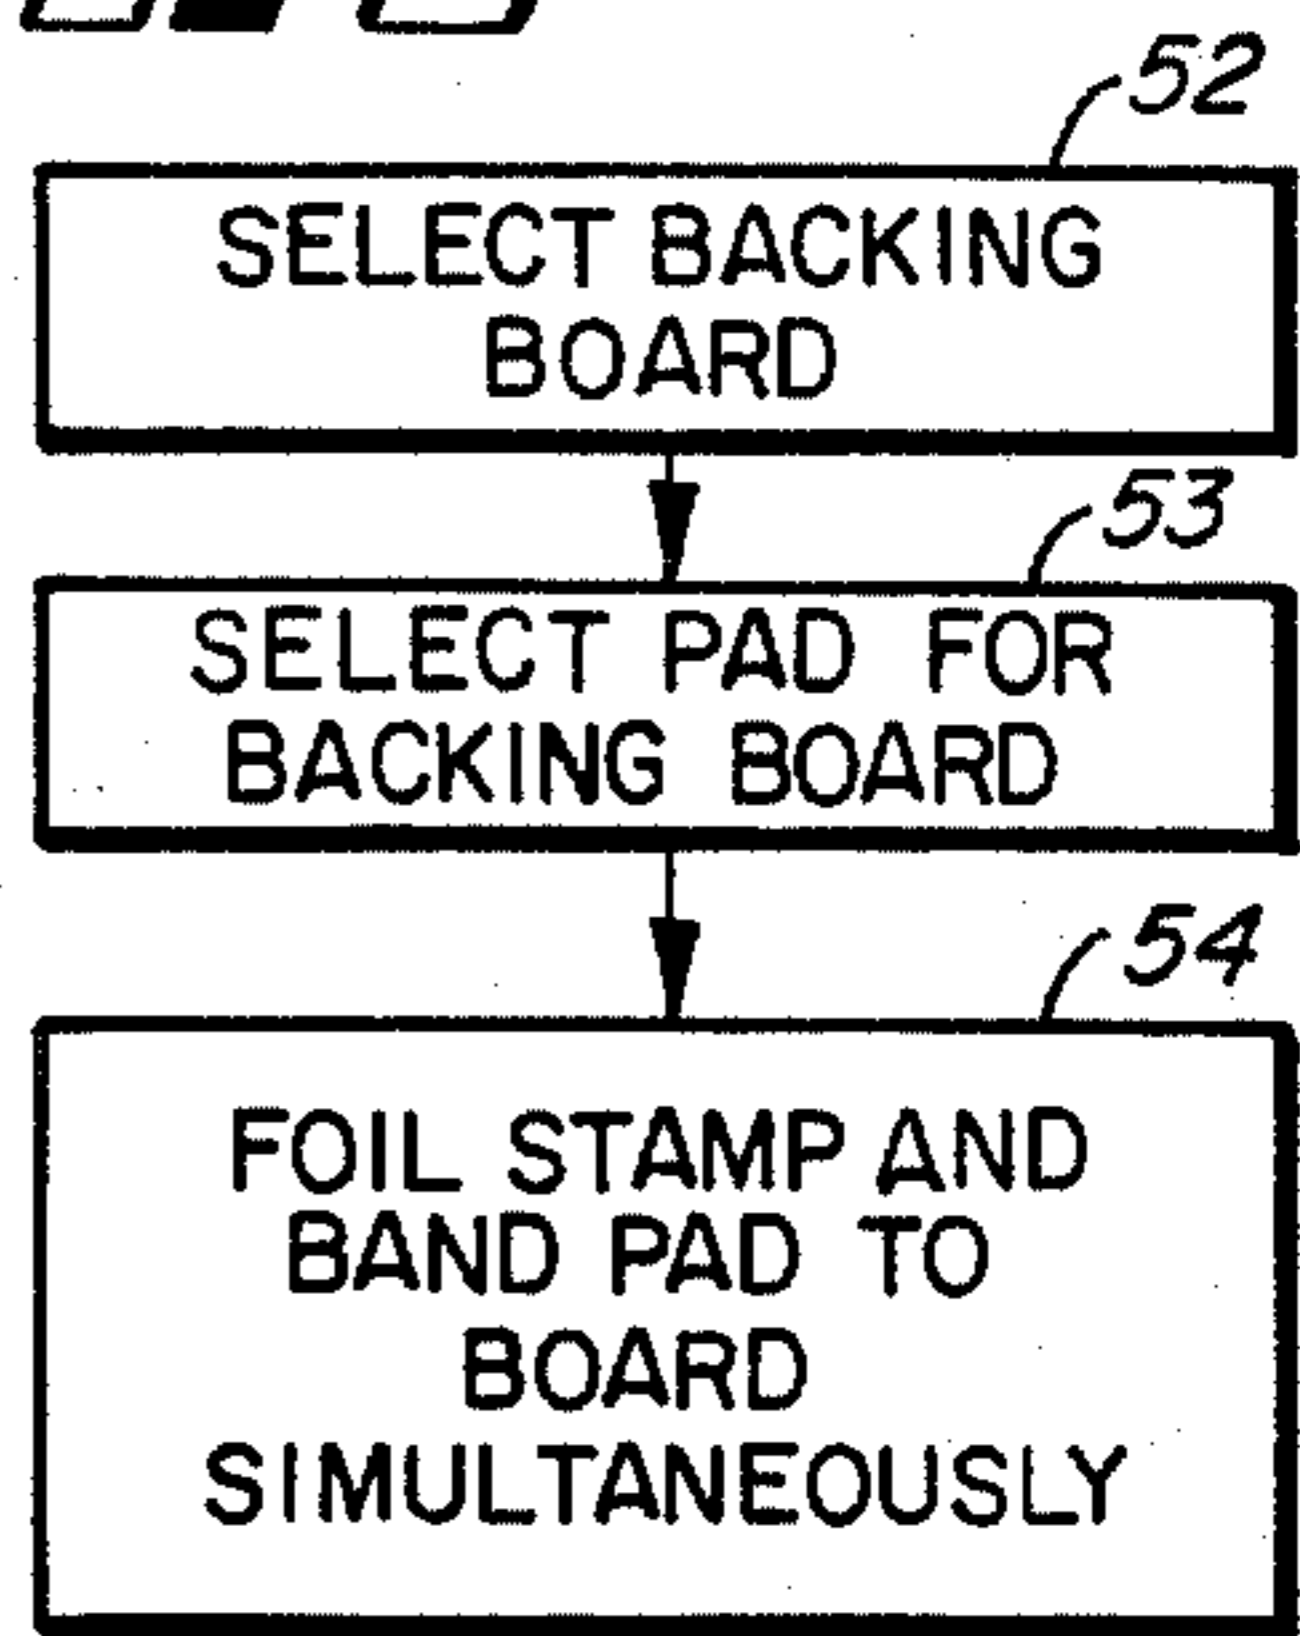 52
SELECT BACKING
BOARD
53
SELECT PAD FOR
BACKING BOARD
54
FOIL STAMP AND
BAND PAD TO
BOARD
SIMULTANEOUSLY